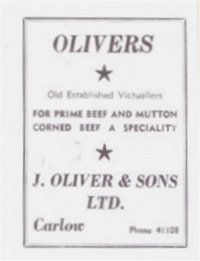 OLIVERS
Old Established Victuallers
FOR PRIME BEEF AND MUTTON
CORNED BEEF A SPECIALITY
J. OLIVER & SONS
LTD.
Carlow Phone 41108